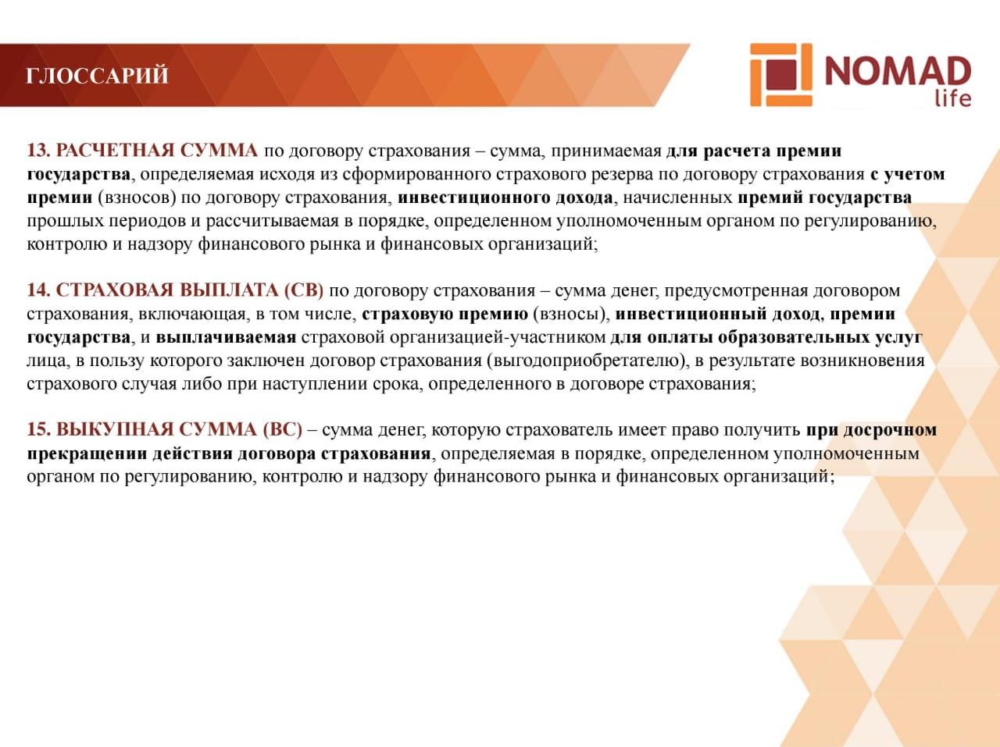 ГЛОССАРИЙ
NOMAD
life
13. РАСЧЕТНАЯ СУММА по договору страхования – сумма, принимаемая для расчета премии
государства, определяемая исходя из сформированного страхового резерва по договору страхования с учетом
премии (взносов) по договору страхования, инвестиционного дохода, начисленных премий государства
прошлых периодов и рассчитываемая в порядке, определенном уполномоченным органом по регулированию,
контролю и надзору финансового рынка и финансовых организаций;
14. СТРАХОВАЯ ВЫПЛАТА (СВ) по договору страхования – сумма денег, предусмотренная договором
страхования, включающая, в том числе, страховую премию (взносы), инвестиционный доход, премии
государства, и выплачиваемая страховой организацией-участником для оплаты образовательных услуг
лица, в пользу которого заключен договор страхования (выгодоприобретателю), в результате возникновения
страхового случая либо при наступлении срока, определенного в договоре страхования;
15. ВЫКУПНАЯ СУММА (ВС) – сумма денег, которую страхователь имеет право получить при досрочном
прекращении действия договора страхования, определяемая в порядке, определенном уполномоченным
органом по регулированию, контролю и надзору финансового рынка и финансовых организаций;